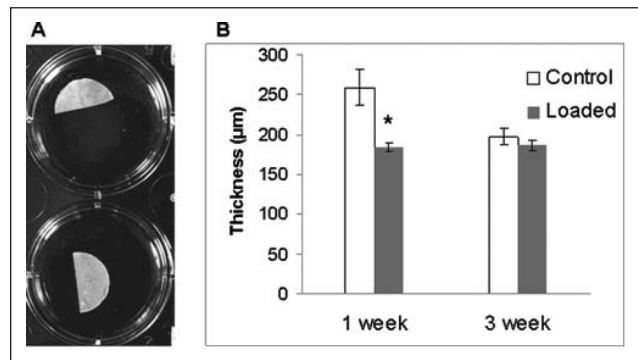 A
B
300
250
200
150
100
50
0
Thickness (µm)
Control
Loaded
*
1 week
3 week